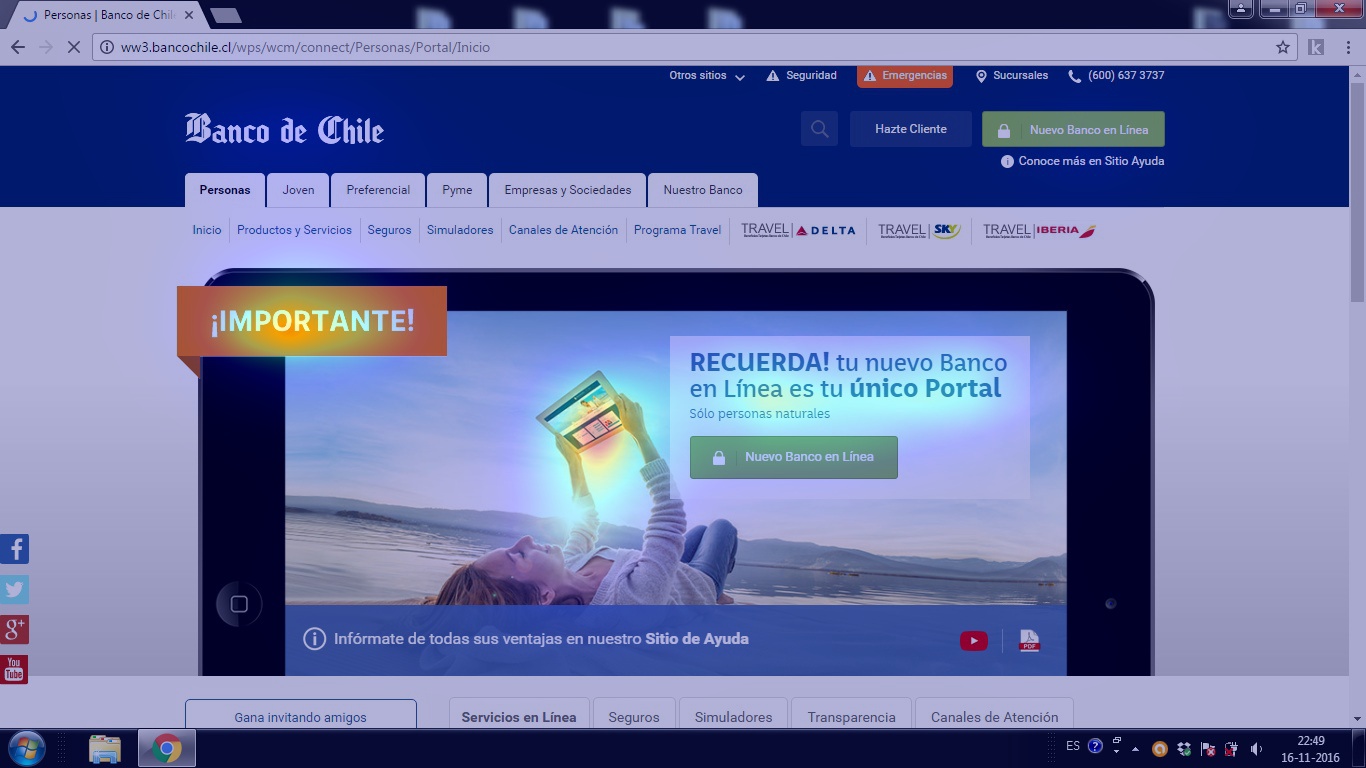 Personas | Banco de Chile
ww3.bancochile.cl/wps/wcm/connect/Personas/Portal/Inicio
Otros sitios Seguridad Emergencias Sucursales (600) 637 3737
Banco de Chile
Hazte Cliente Nuevo Banco en Línea
Conoce más en Sitio Ayuda
Personas Joven Preferencial Pyme Empresas y Sociedades Nuestro Banco
Inicio Productos y Servicios Seguros Simuladores Canales de Atención Programa Travel TRAVEL DELTA TRAVEL SKY TRAVEL IBERIA
¡IMPORTANTE!
RECUERDA! tu nuevo Banco
en Línea es tu único Portal
Sólo personas naturales
Nuevo Banco en Línea
Infórmate de todas sus ventajas en nuestro Sitio de Ayuda
PDF
You
Tube
Gana invitando amigos
Servicios en Línea Seguros Simuladores Transparencia Canales de Atención
ES 22:49
16-11-2016